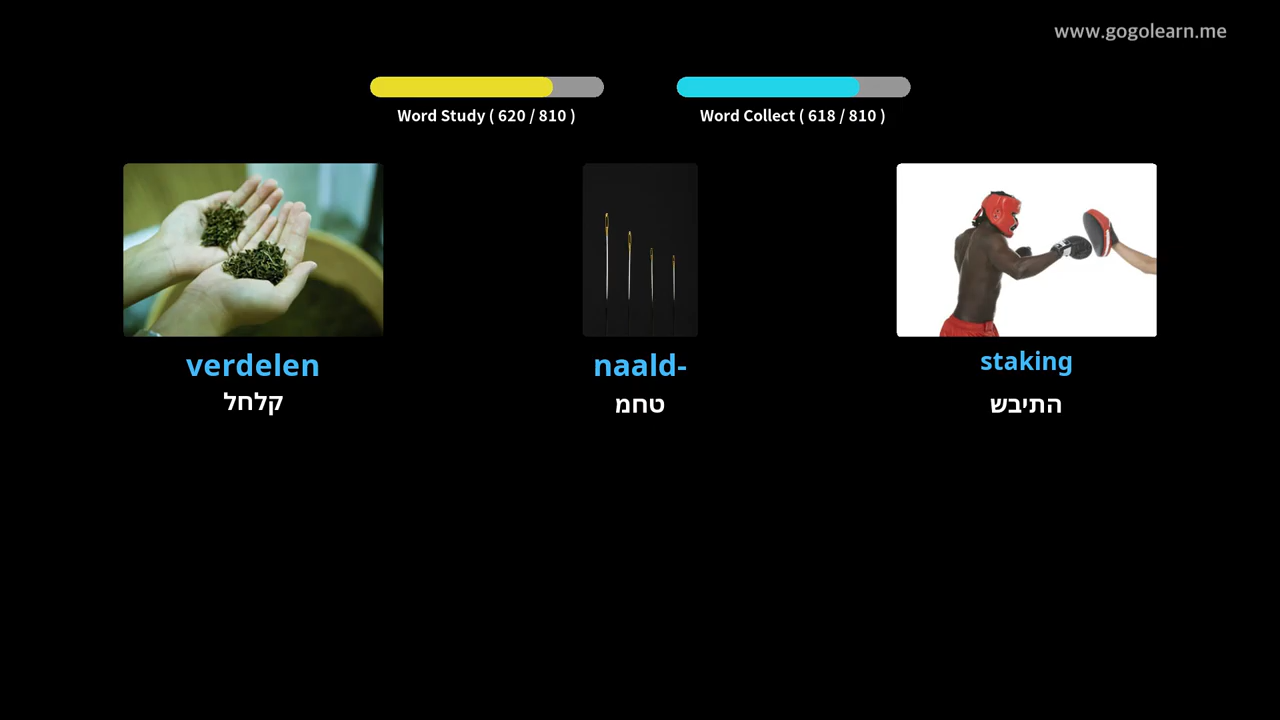 www.gogolearn.me
Word Study ( 620 / 810 )
Word Collect ( 618 / 810 )
verdelen
קלחל
naald-
טחמ
staking
התיבש